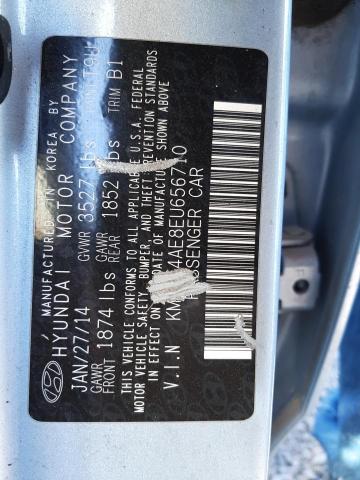 MANUFACTURED IN KOREA BY
HYUNDAI MOTOR COMPANY
JAN/27/14 GVWR 3527 lbs
GAWR FRONT 1874 lbs GAWR REAR 1852 lbs TRIM B1
THIS VEHICLE CONFORMS TO ALL APPLICABLE U.S.A. FEDERAL
MOTOR VEHICLE SAFETY, BUMPER, AND THEFT PREVENTION STANDARDS
IN EFFECT ON DATE OF MANUFACTURE SHOWN ABOVE
V.I.N 4AE8EU656710
PASSENGER CAR